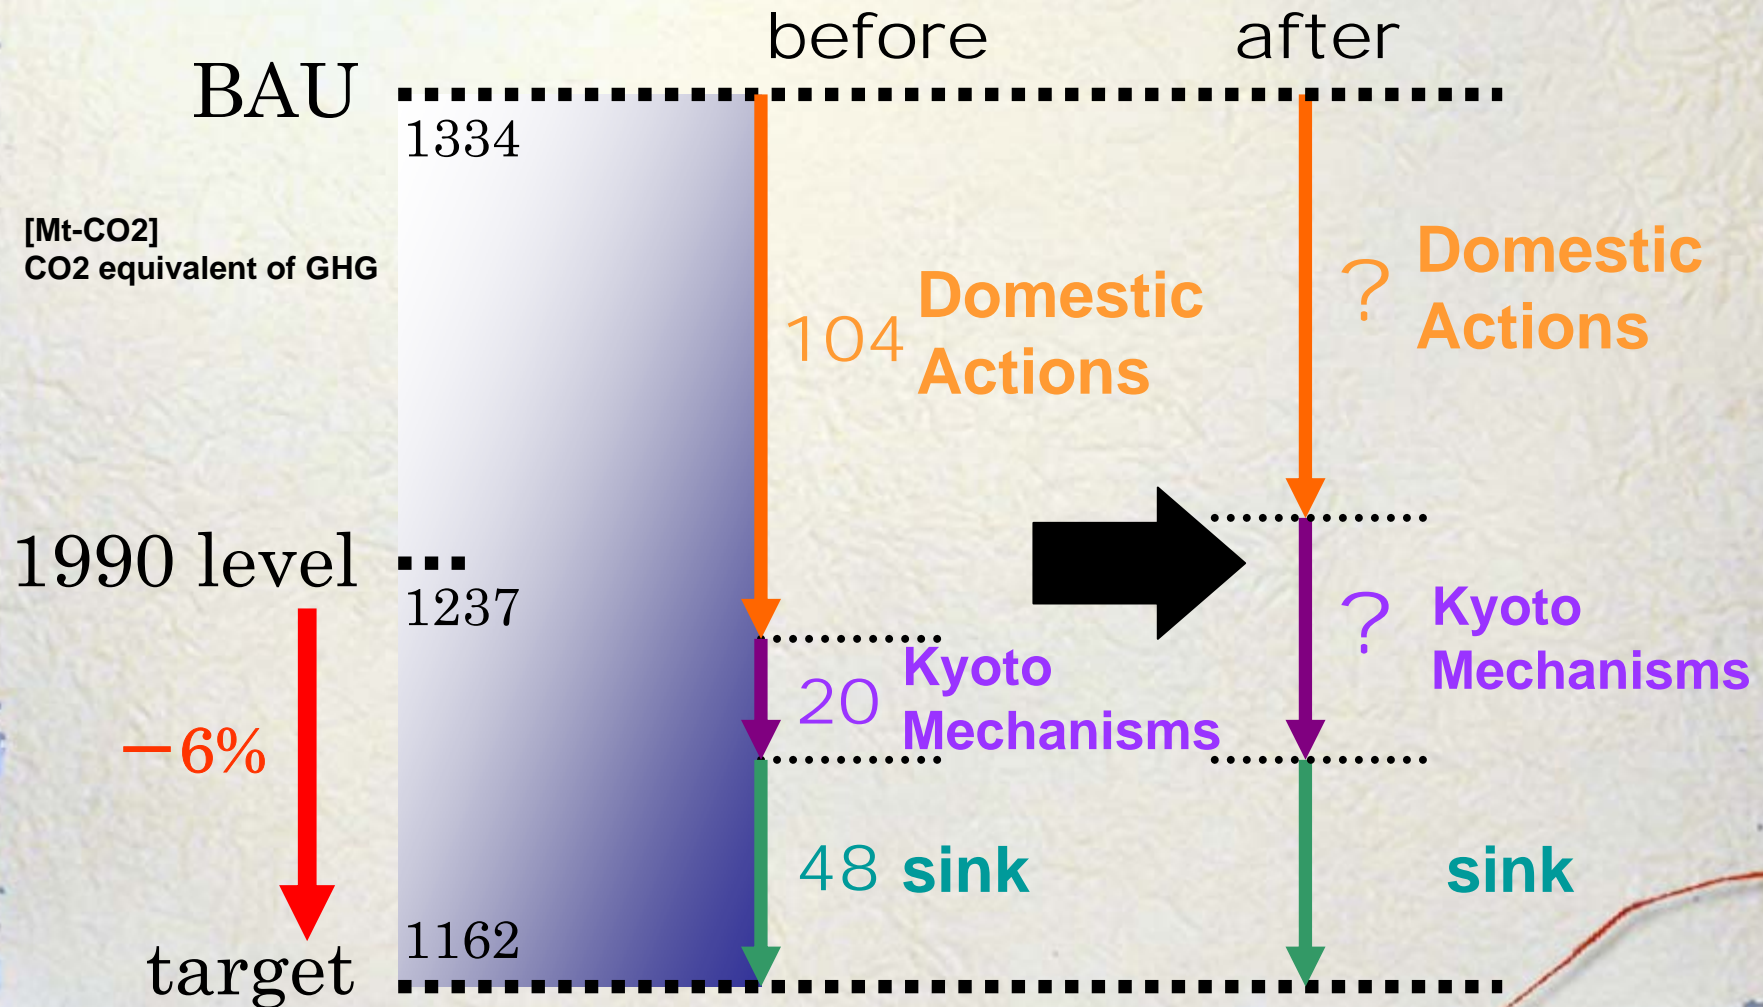 before
after
BAU
1334
[Mt-CO2]
CO2 equivalent of GHG
104
Domestic
Actions
?
Domestic
Actions
1990 level
1237
-6%
20
Kyoto
Mechanisms
?
Kyoto
Mechanisms
48
sink
sink
1162
target